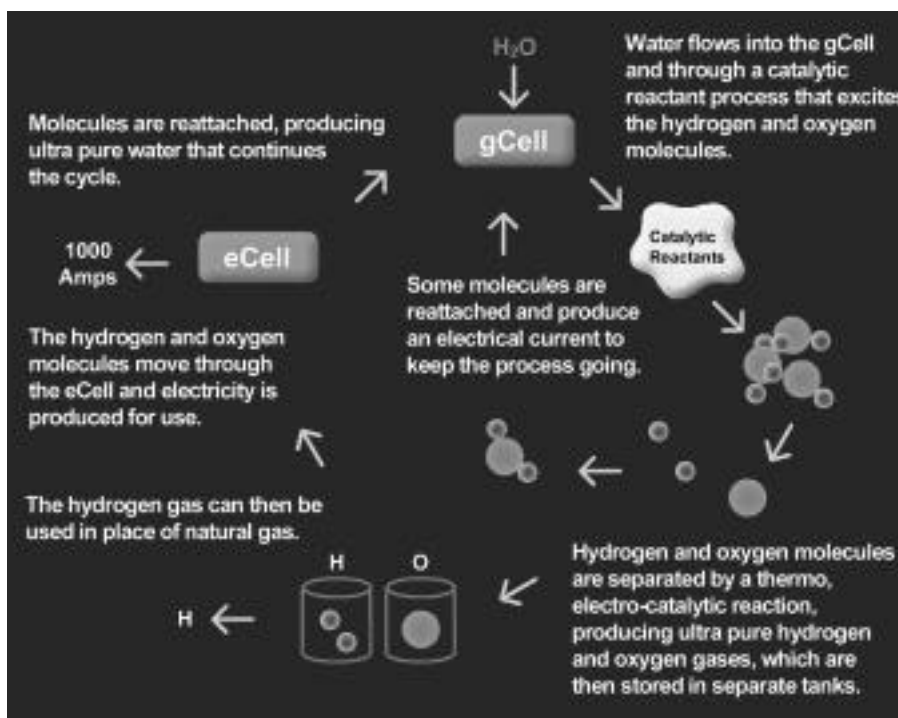 H₂O
Water flows into the gCell
and through a catalytic
reactant process that excites
the hydrogen and oxygen
molecules.
gCell
Molecules are reattached, producing
ultra pure water that continues
the cycle.
Catalytic
Reactants
1000
Amps
eCell
Some molecules are
reattached and produce
an electrical current to
keep the process going.
The hydrogen and oxygen
molecules move through
the eCell and electricity is
produced for use.
The hydrogen gas can then be
used in place of natural gas.
H
O
H
Hydrogen and oxygen molecules
are separated by a thermo,
electro-catalytic reaction,
producing ultra pure hydrogen
and oxygen gases, which are
then stored in separate tanks.